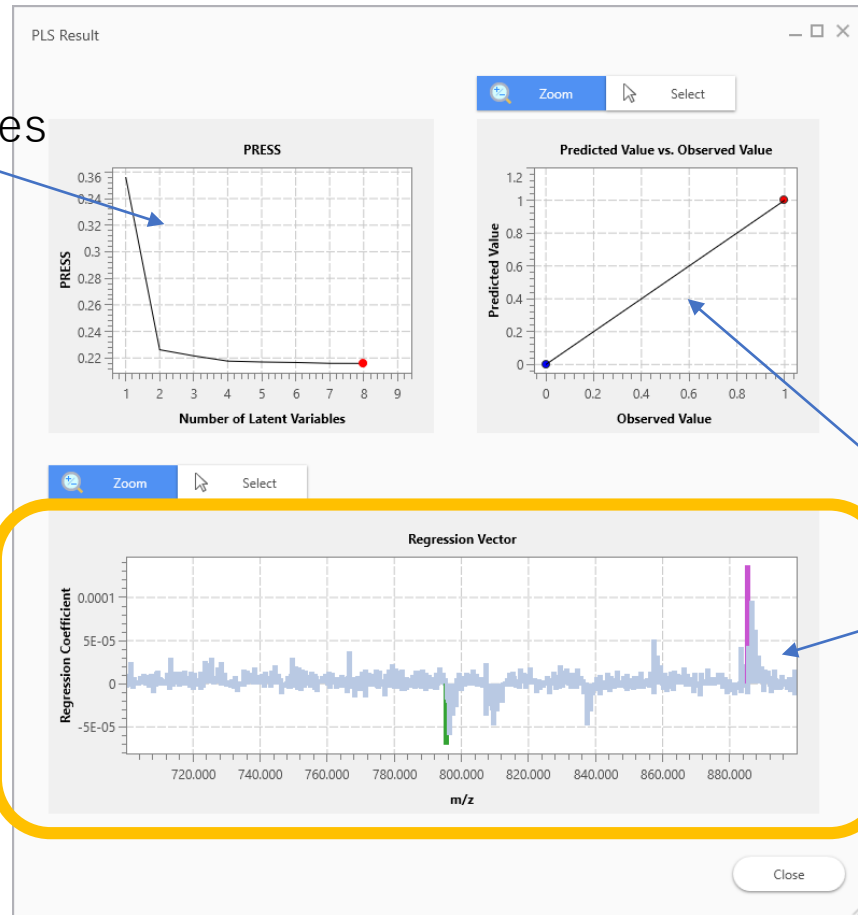 PLS Result
es
Zoom
Select
PRESS
0.36
0.34
0.32
0.3
0.28
0.26
0.24
0.22
PRESS
1 2 3 4 5 6 7 8 9
Number of Latent Variables
Predicted Value vs. Observed Value
1.2
1
0.8
0.6
0.4
0.2
0
Predicted Value
0 0.2 0.4 0.6 0.8 1
Observed Value
Zoom
Select
Regression Vector
0.0001
5E-05
0
-5E-05
Regression Coefficient
720.000 740.000 760.000 780.000 800.000 820.000 840.000 860.000 880.000
m/z
Close